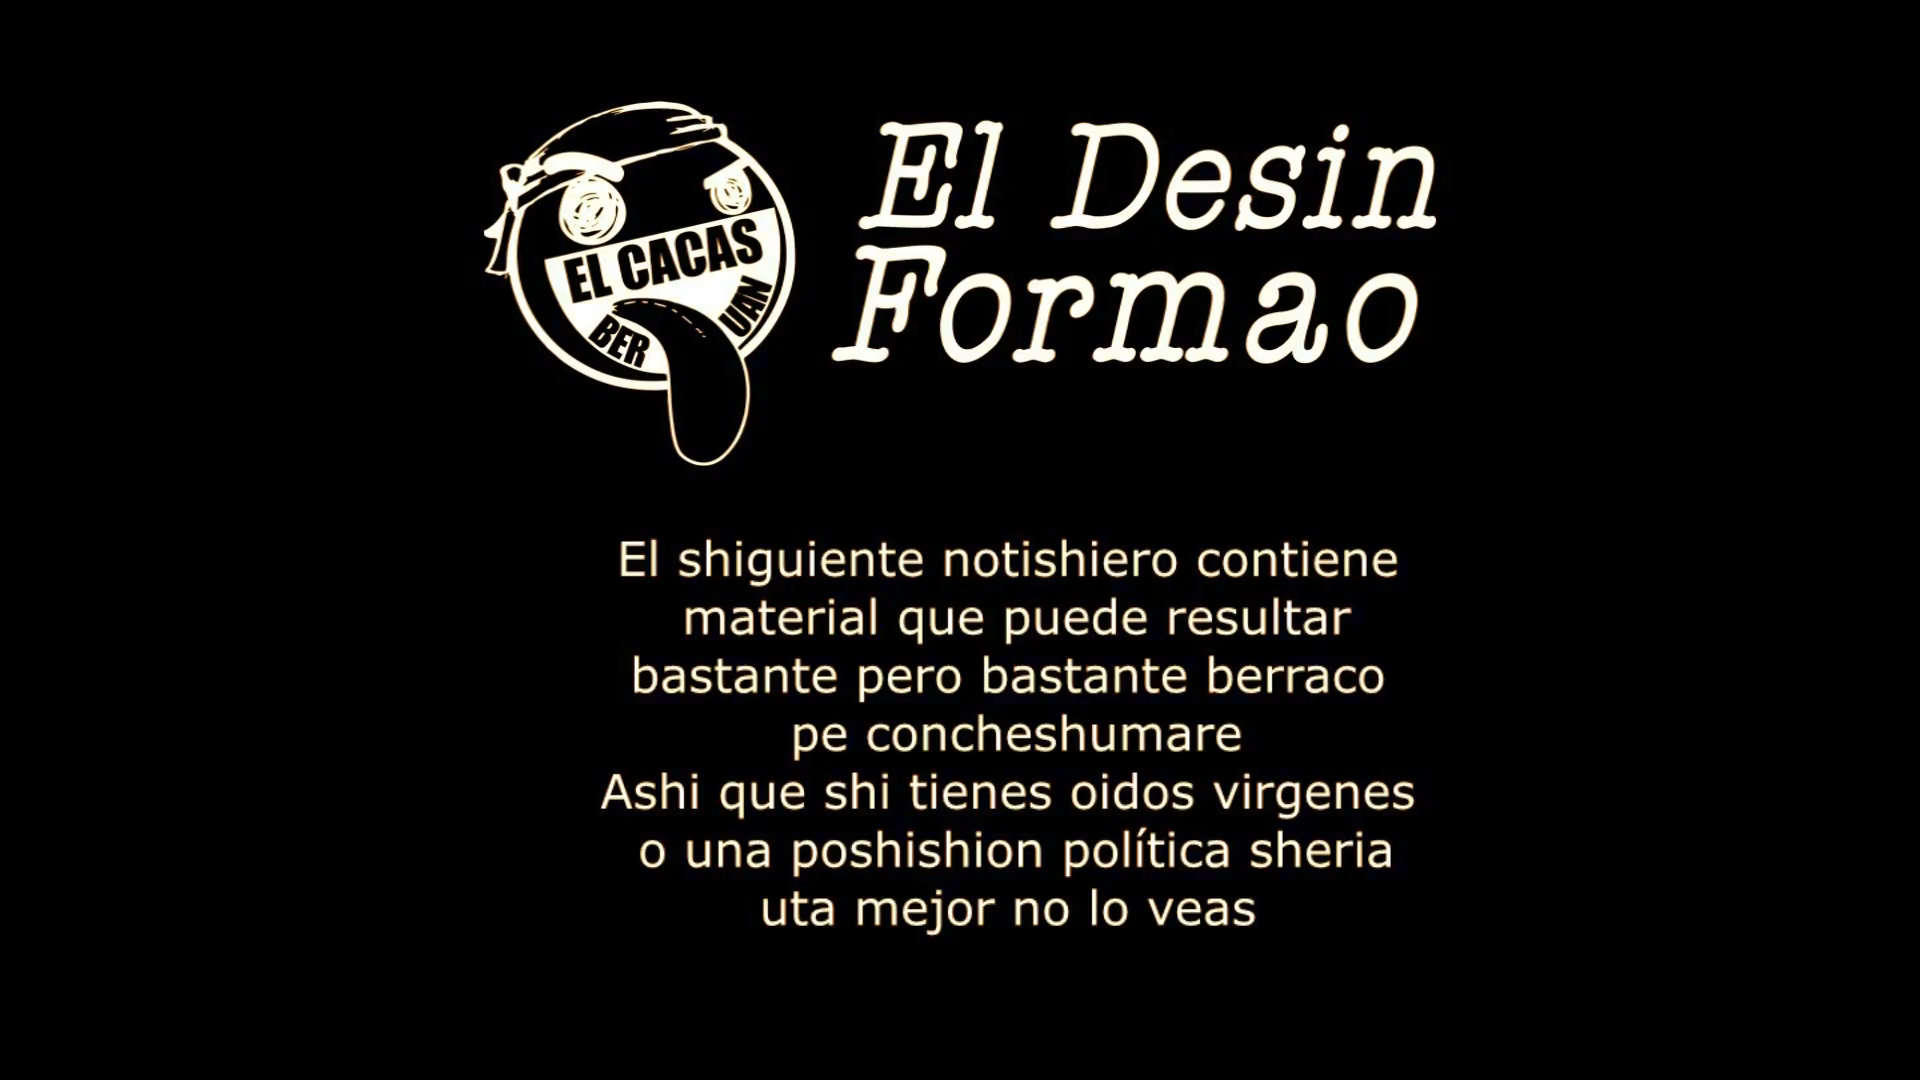 EL CACAS
BER UAN
El Desin
Formao
El shiguiente notishiero contiene
material que puede resultar
bastante pero bastante berraco
pe concheshumare
Ashi que shi tienes oidos virgenes
o una poshishion política sheria
uta mejor no lo veas